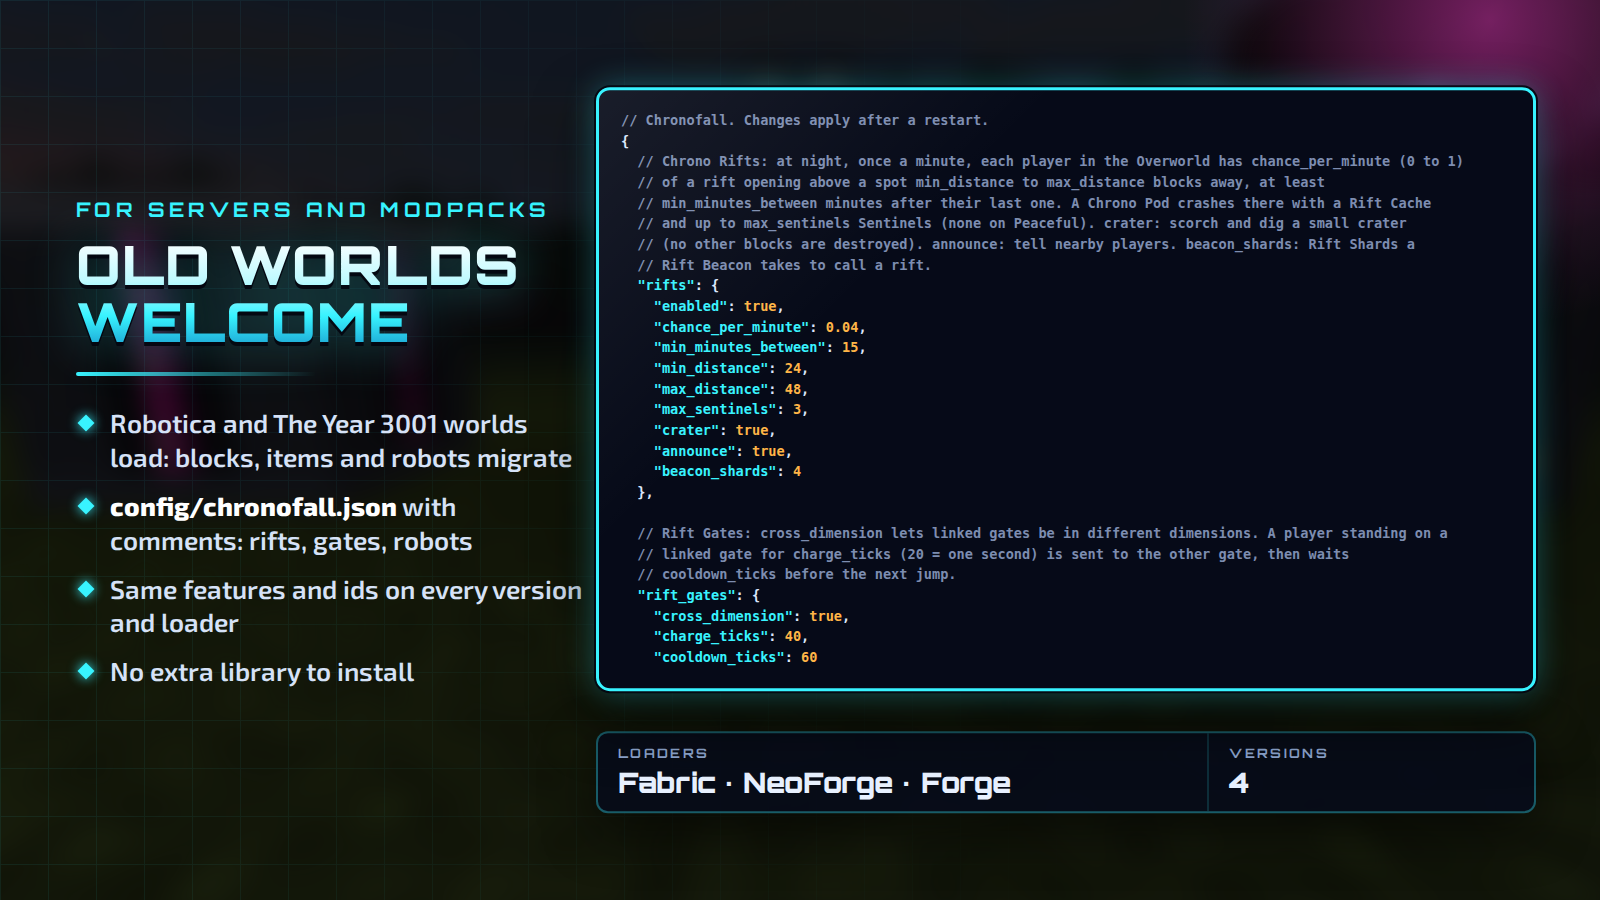 FOR SERVERS AND MODPACKS
OLD WORLDS
WELCOME
Robotica and The Year 3001 worlds
load: blocks, items and robots migrate
config/chronofall.json with
comments: rifts, gates, robots
Same features and ids on every version
and loader
No extra library to install
// Chronofall. Changes apply after a restart.
{
  // Chrono Rifts: at night, once a minute, each player in the Overworld has chance_per_minute (0 to 1)
  // of a rift opening above a spot min_distance to max_distance blocks away, at least
  // min_minutes_between minutes after their last one. A Chrono Pod crashes there with a Rift Cache
  // and up to max_sentinels Sentinels (none on Peaceful). crater: scorch and dig a small crater
  // (no other blocks are destroyed). announce: tell nearby players. beacon_shards: Rift Shards a
  // Rift Beacon takes to call a rift.
  "rifts": {
    "enabled": true,
    "chance_per_minute": 0.04,
    "min_minutes_between": 15,
    "min_distance": 24,
    "max_distance": 48,
    "max_sentinels": 3,
    "crater": true,
    "announce": true,
    "beacon_shards": 4
  },
  // Rift Gates: cross_dimension lets linked gates be in different dimensions. A player standing on a
  // linked gate for charge_ticks (20 = one second) is sent to the other gate, then waits
  // cooldown_ticks before the next jump.
  "rift_gates": {
    "cross_dimension": true,
    "charge_ticks": 40,
    "cooldown_ticks": 60
LOADERS
Fabric · NeoForge · Forge
VERSIONS
4